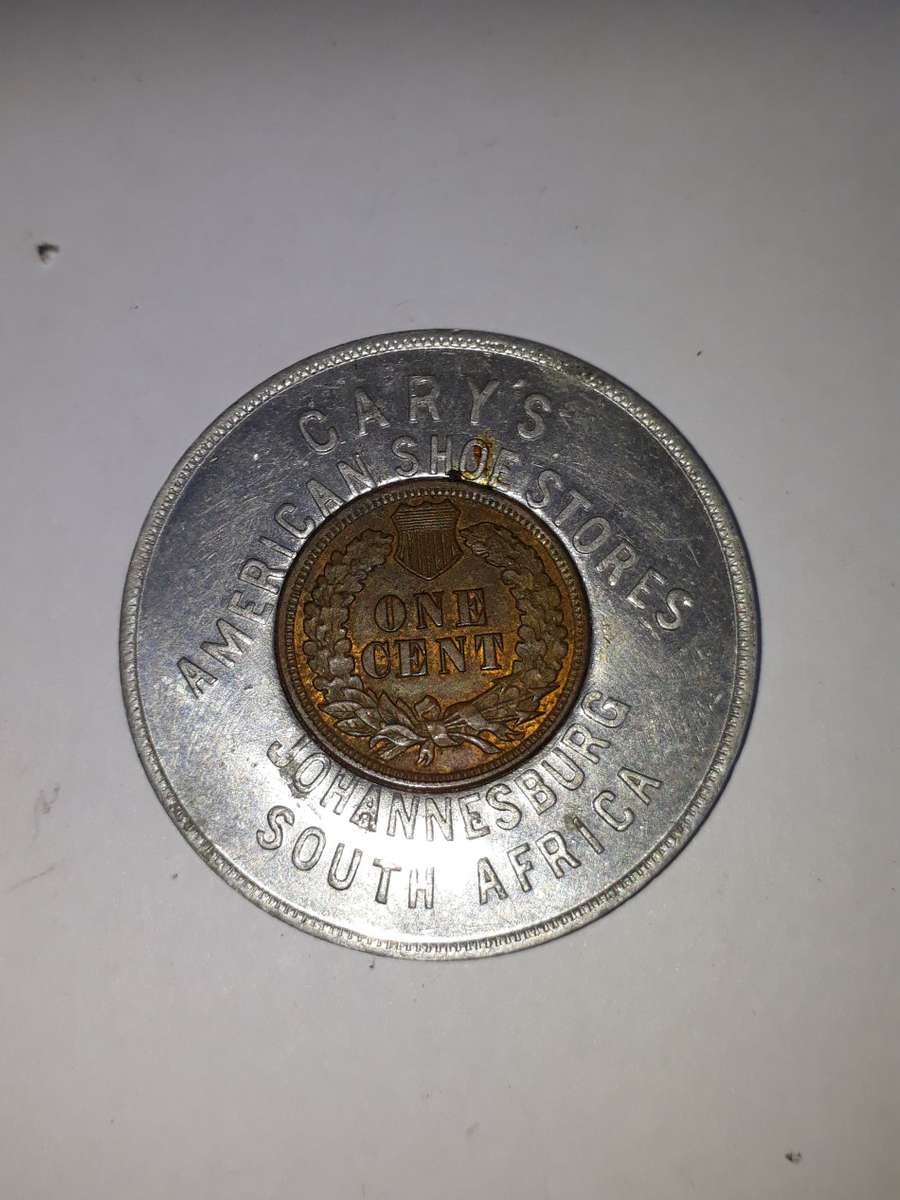 CARY'S
AMERICAN SHOE STORES
ONE
CENT
JOHANNESBURG
SOUTH AFRICA